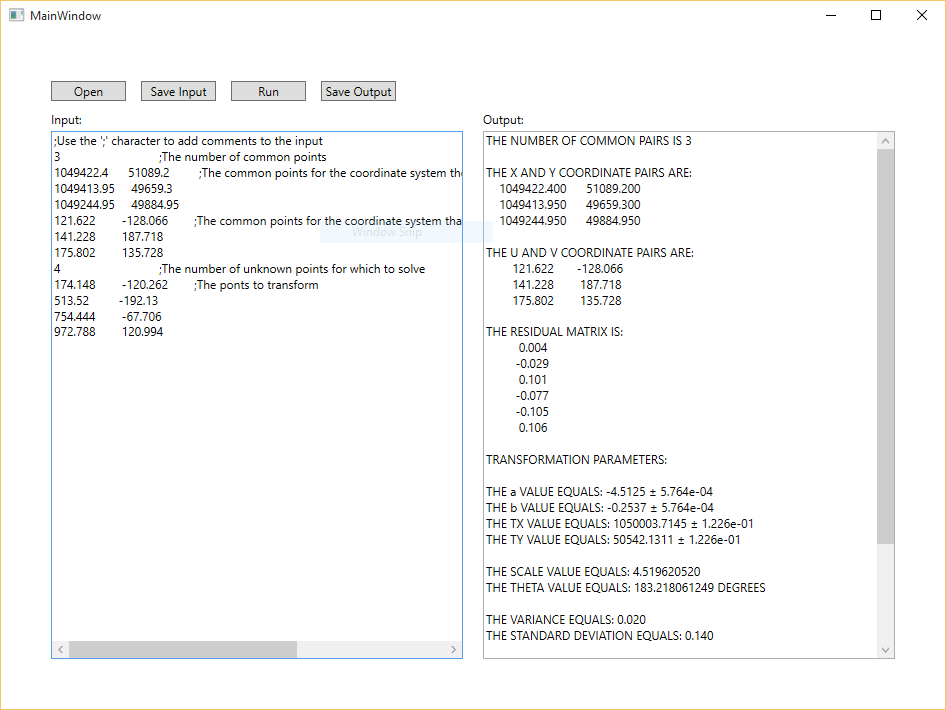 MainWindow
Open Save Input Run Save Output
Input:
;Use the ';' character to add comments to the input
3 ;The number of common points
1049422.4 51089.2 ;The common points for the coordinate system
1049413.95 49659.3
1049244.95 49884.95
121.622 -128.066 ;The common points for the coordinate system
141.228 187.718
175.802 135.728
4 ;The number of unknown points for which to solve
174.148 -120.262 ;The ponts to transform
513.52 -192.13
754.444 -67.706
972.788 120.994
Window Snip
Output:
THE NUMBER OF COMMON PAIRS IS 3
THE X AND Y COORDINATE PAIRS ARE:
1049422.400 51089.200
1049413.950 49659.300
1049244.950 49884.950
THE U AND V COORDINATE PAIRS ARE:
121.622 -128.066
141.228 187.718
175.802 135.728
THE RESIDUAL MATRIX IS:
0.004
-0.029
0.101
-0.077
-0.105
0.106
TRANSFORMATION PARAMETERS:
THE a VALUE EQUALS: -4.5125 ± 5.764e-04
THE b VALUE EQUALS: -0.2537 ± 5.764e-04
THE TX VALUE EQUALS: 1050003.7145 ± 1.226e-01
THE TY VALUE EQUALS: 50542.1311 ± 1.226e-01
THE SCALE VALUE EQUALS: 4.519620520
THE THETA VALUE EQUALS: 183.218061249 DEGREES
THE VARIANCE EQUALS: 0.020
THE STANDARD DEVIATION EQUALS: 0.140